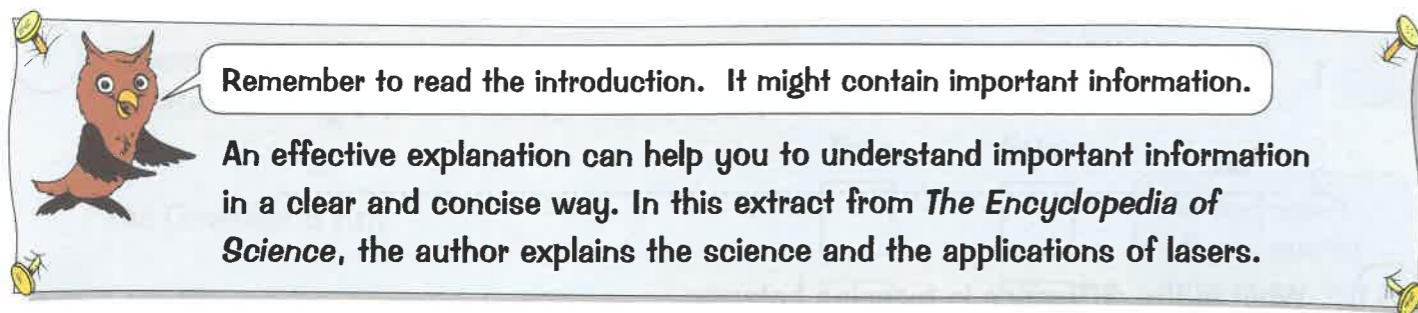 Remember to read the introduction. It might contain important information.
An effective explanation can help you to understand important information
in a clear and concise way. In this extract from The Encyclopedia of
Science, the author explains the science and the applications of lasers.